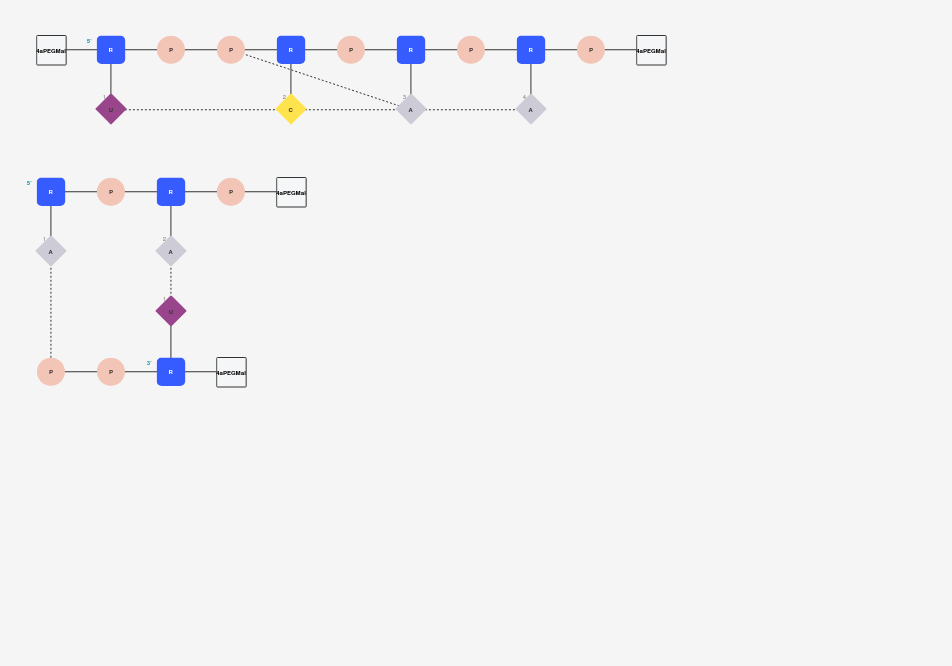 4aPEGMal 5' R P P R P R P R P 4aPEGMal
1 U 2 C 3 A 4 A
5' R P R P 4aPEGMal
1 A 2 A
1 U
P P 3' R 4aPEGMal